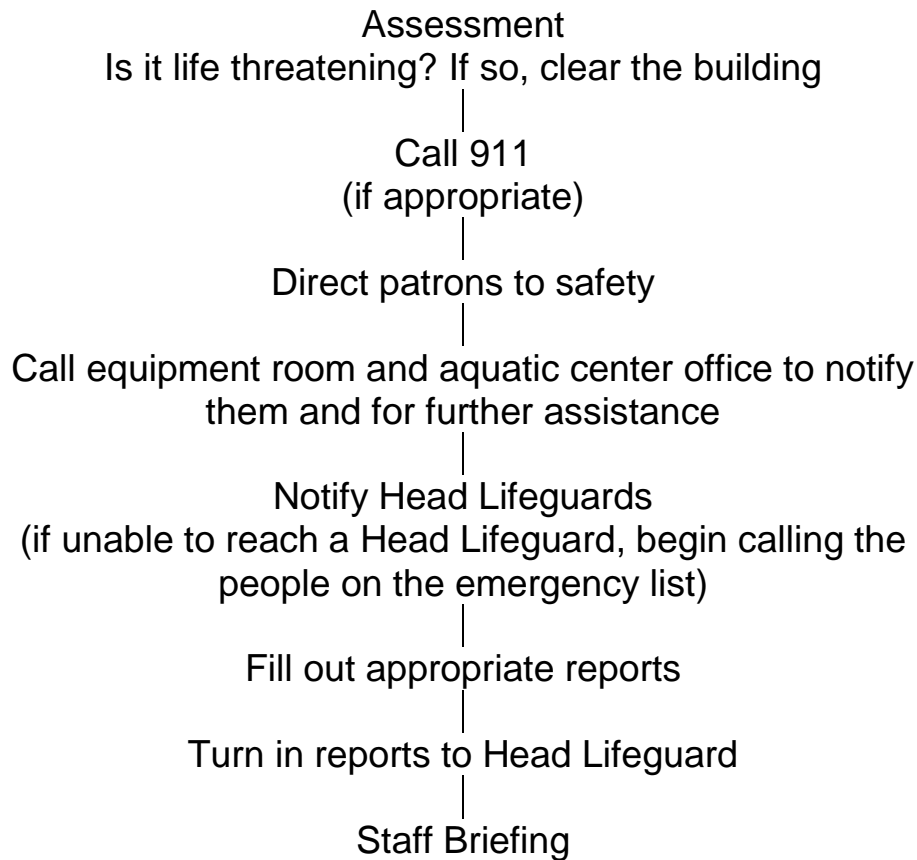 Assessment
Is it life threatening? If so, clear the building
Call 911
(if appropriate)
Direct patrons to safety
Call equipment room and aquatic center office to notify
them and for further assistance
Notify Head Lifeguards
(if unable to reach a Head Lifeguard, begin calling the
people on the emergency list)
Fill out appropriate reports
Turn in reports to Head Lifeguard
Staff Briefing